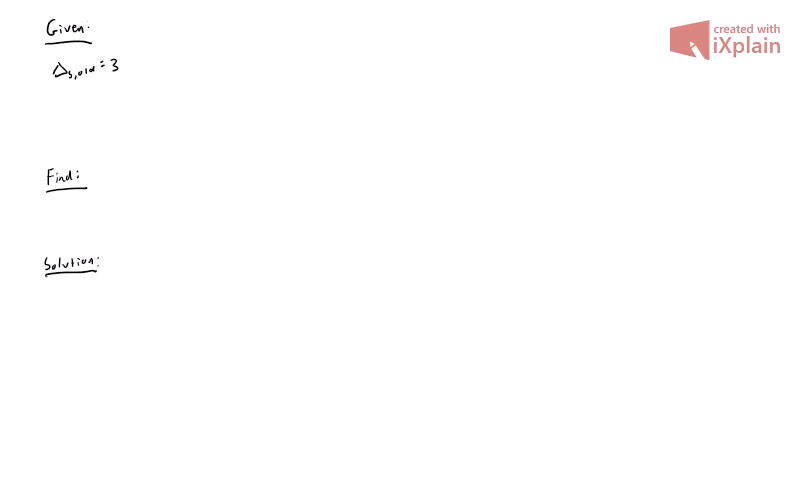 Given:
Δs,old = 3
Find:
Solution:
created with
iXplain